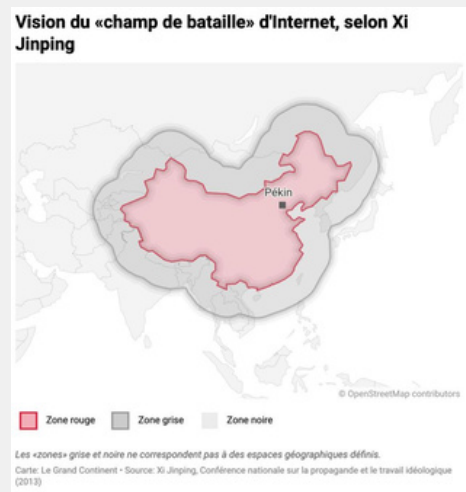 Vision du «champ de bataille» d'Internet, selon Xi
Jinping
Pékin
© OpenStreetMap contributors
Zone rouge
Zone grise
Zone noire
Les «zones» grise et noire ne correspondent pas à des espaces géographiques définis.
Carte: Le Grand Continent • Source: Xi Jinping, Conférence nationale sur la propagande et le travail idéologique
(2013)